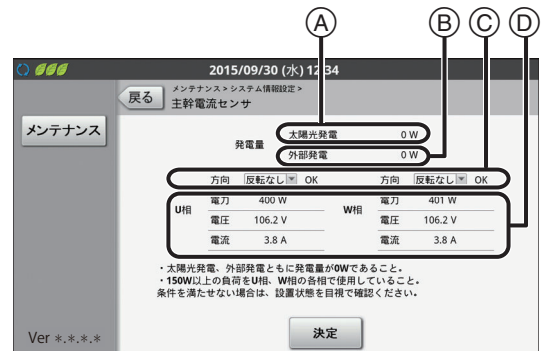 A B C D
2015/09/30 (水) 12 34
戻る メンテナンス > システム情報設定 >
主幹電流センサ
メンテナンス
発電量
太陽光発電 0 W
外部発電 0 W
方向 反転なし OK 方向 反転なし OK
U相 W相
電力 400 W 電力 401 W
電圧 106.2 V 電圧 106.2 V
電流 3.8 A 電流 3.8 A
・太陽光発電、外部発電ともに発電量が0Wであること。
・150W以上の負荷をU相、W相の各相で使用していること。
条件を満たせない場合は、設置状態を目視で確認ください。
決定
Ver *.*.*.*